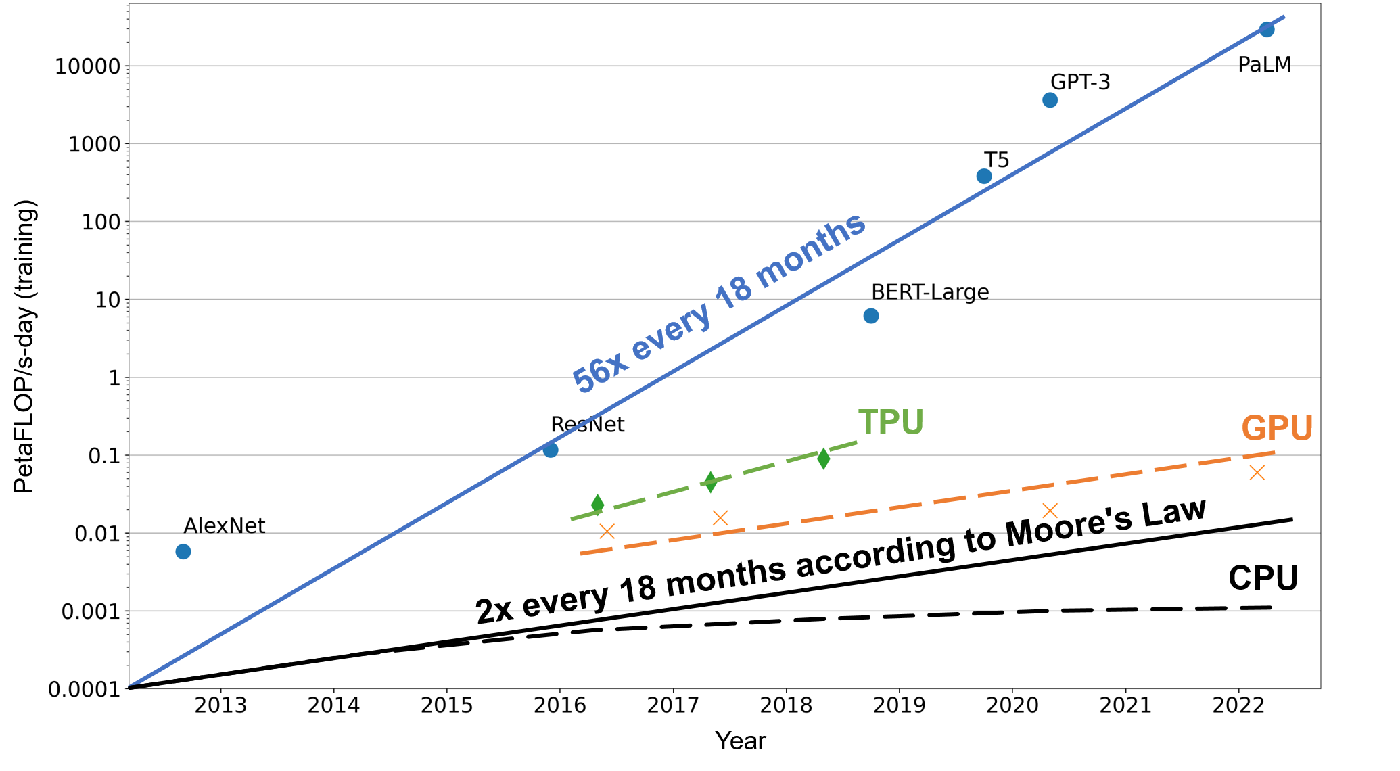 10000
1000
100
10
1
0.1
0.01
0.001
0.0001
PetaFLOP/s-day (training)
PaLM
GPT-3
T5
56x every 18 months
BERT-Large
ResNet
TPU
GPU
AlexNet
2x every 18 months according to Moore's Law
CPU
2013 2014 2015 2016 2017 2018 2019 2020 2021 2022
Year